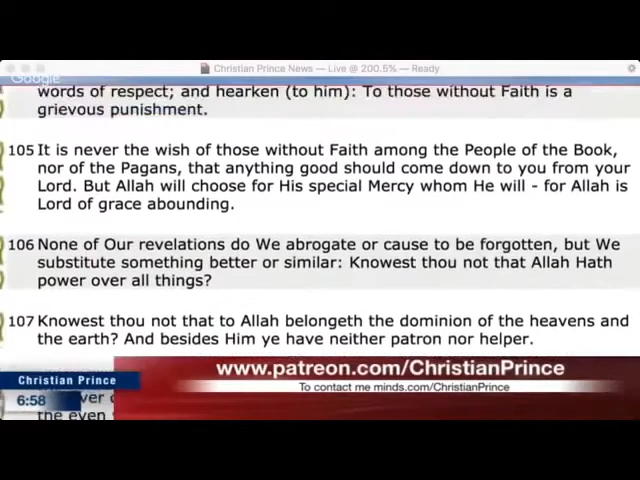 Christian Prince News — Live @ 200.5% — Ready
Google
words of respect; and hearken (to him): To those without Faith is a
grievous punishment.
105 It is never the wish of those without Faith among the People of the Book,
nor of the Pagans, that anything good should come down to you from your
Lord. But Allah will choose for His special Mercy whom He will - for Allah is
Lord of grace abounding.
106 None of Our revelations do We abrogate or cause to be forgotten, but We
substitute something better or similar: Knowest thou not that Allah Hath
power over all things?
107 Knowest thou not that to Allah belongeth the dominion of the heavens and
the earth? And besides Him ye have neither patron nor helper.
www.patreon.com/ChristianPrince
Christian Prince
To contact me minds.com/ChristianPrince
6:58
the even